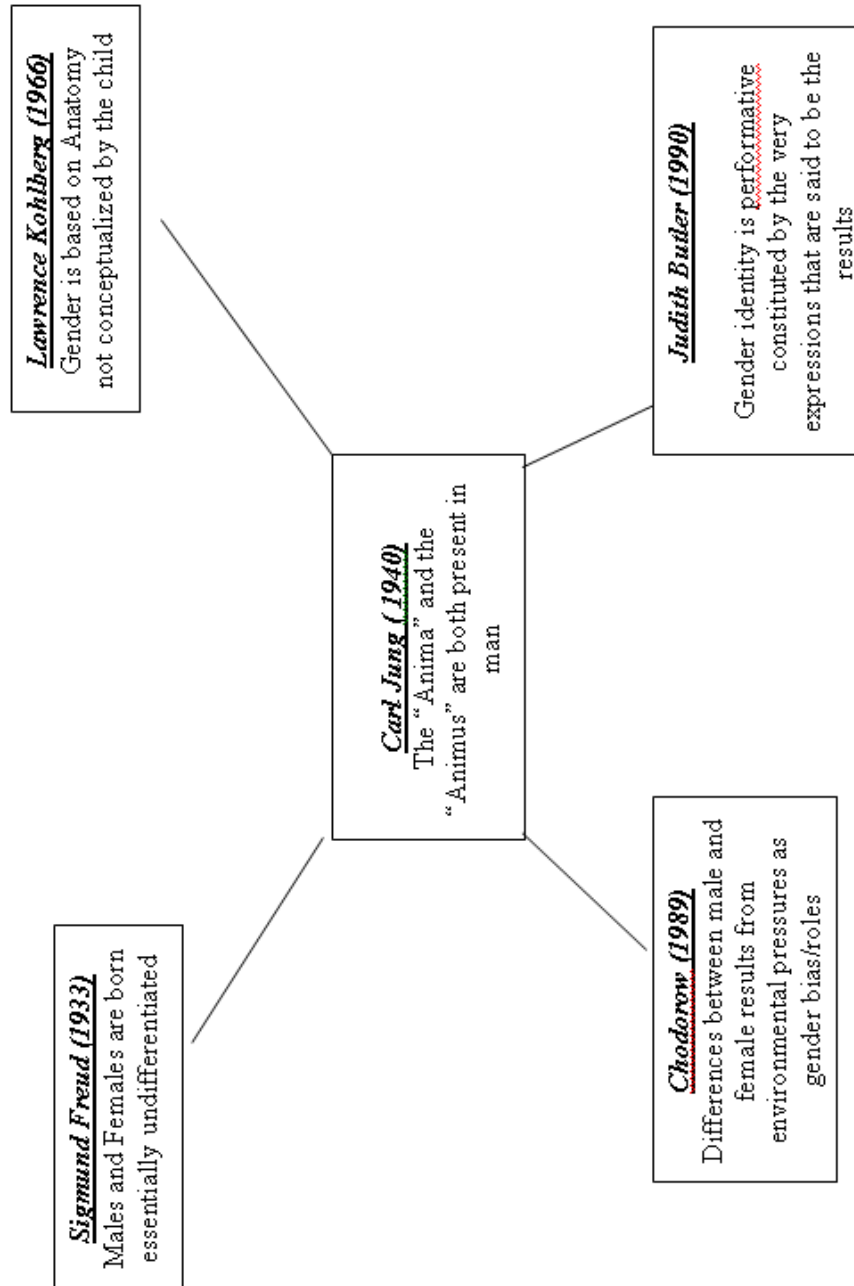 Sigmund Freud (1933)
Males and Females are born
essentially undifferentiated
Lawrence Kohlberg (1966)
Gender is based on Anatomy
not conceptualized by the child
Carl Jung ( 1940)
The “Anima” and the
“Animus” are both present in
man
Chodorow (1989)
Differences between male and
female results from
environmental pressures as
gender bias/roles
Judith Butler (1990)
Gender identity is performative
constituted by the very
expressions that are said to be the
results